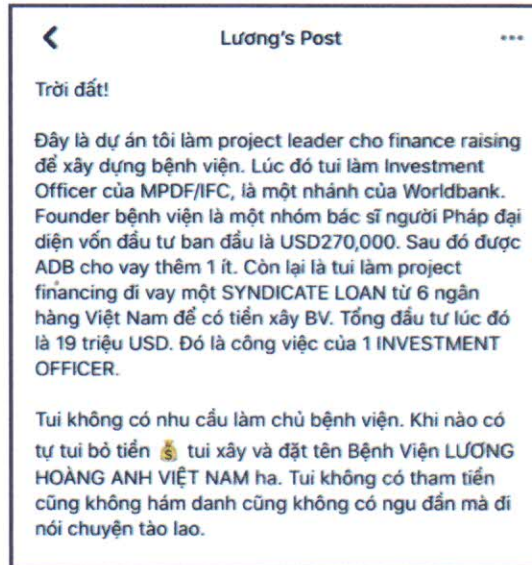 Lương's Post
Trời đất!
Đây là dự án tôi làm project leader cho finance raising
để xây dựng bệnh viện. Lúc đó tui làm Investment
Officer của MPDF/IFC, là một nhánh của Worldbank.
Founder bệnh viện là một nhóm bác sĩ người Pháp đại
diện vốn đầu tư ban đầu là USD270,000. Sau đó được
ADB cho vay thêm 1 ít. Còn lại là tui làm project
financing đi vay một SYNDICATE LOAN từ 6 ngân
hàng Việt Nam để có tiền xây BV. Tổng đầu tư lúc đó
là 19 triệu USD. Đó là công việc của 1 INVESTMENT
OFFICER.
Tui không có nhu cầu làm chủ bệnh viện. Khi nào có
tự tui bỏ tiền 💰 tui xây và đặt tên Bệnh Viện LƯƠNG
HOÀNG ANH VIỆT NAM ha. Tui không có tham tiền
cũng không hám danh cũng không có ngu đần mà đi
nói chuyện tào lao.